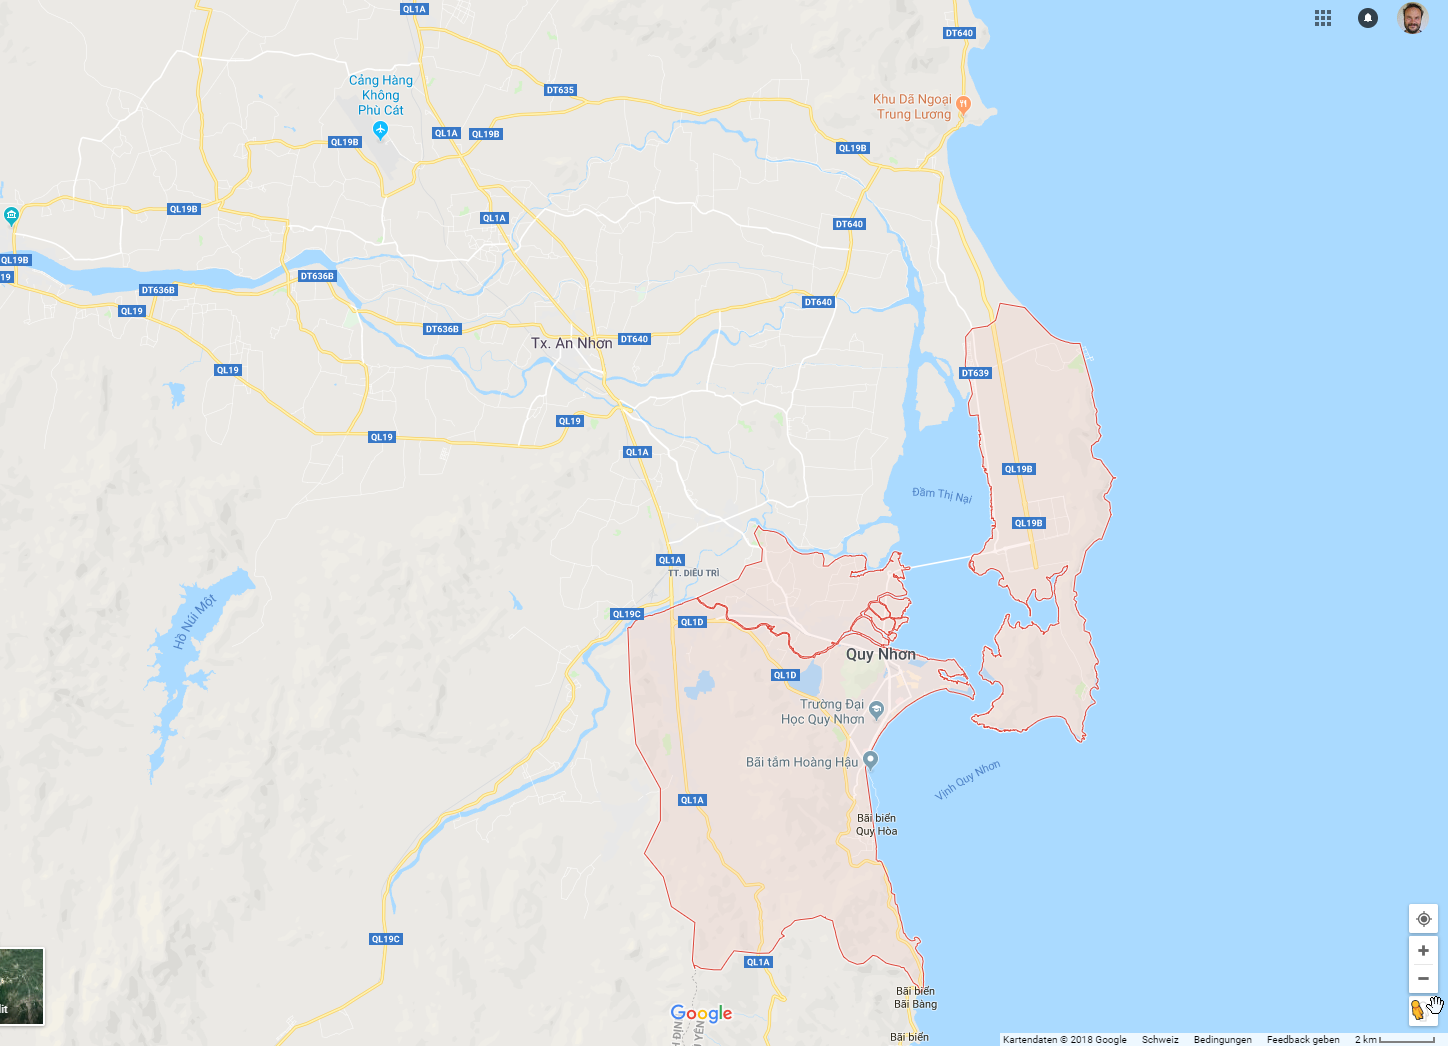 QL1A
DT640
Cảng Hàng
Không
Phù Cát
DT635
Khu Dã Ngoại
Trung Lương
QL1A
QL19B
QL19B
QL19B
QL19B
QL1A
DT640
QL19B
19
DT636B
DT636B
QL19
DT640
DT636B
DT640
Tx. An Nhơn
QL19
DT639
QL19
QL19
QL1A
QL19B
Đầm Thị Nại
QL19B
QL1A
TT. DIÊU TRÌ
Hồ Núi Một
QL19C
QL1D
Quy Nhơn
QL1D
Trường Đại
Học Quy Nhơn
Bãi tắm Hoàng Hậu
Vịnh Quy Nhơn
QL1A
Bãi biển
Quy Hòa
QL19C
QL1A
Bãi biển
Bãi Bàng
lit
Google
Bãi biển
Kartendaten © 2018 Google Schweiz Bedingungen Feedback geben 2 km